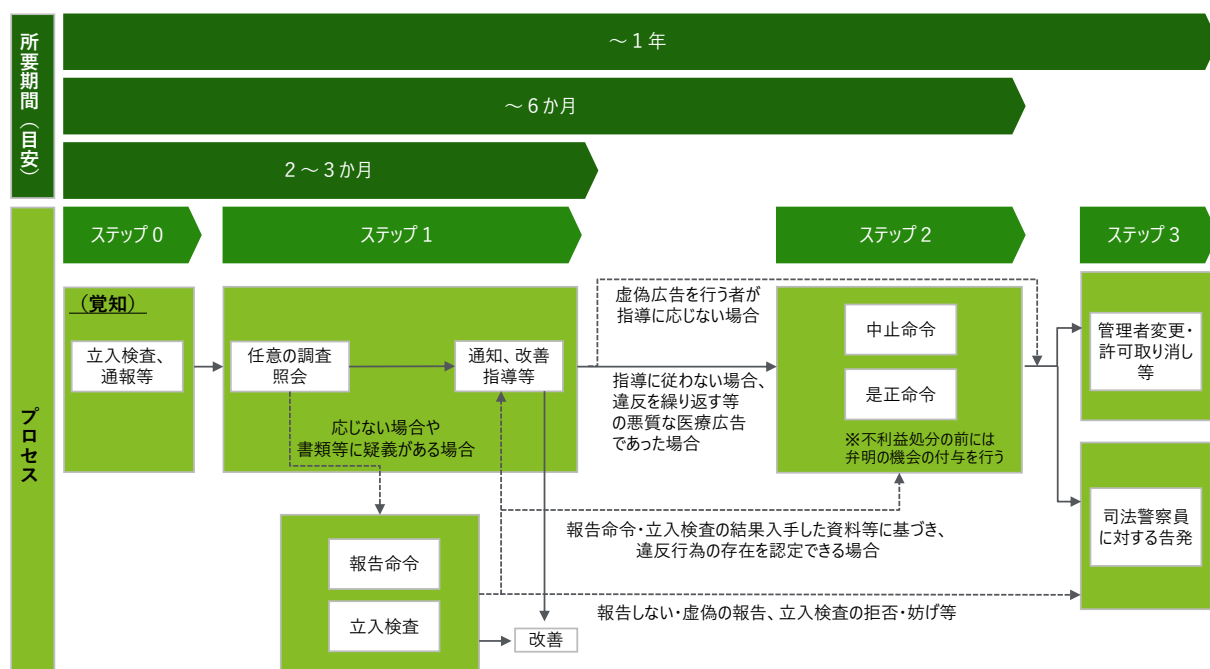 所要期間（目安）
～１年
～６か月
２～３か月
プロセス
ステップ０
ステップ１
ステップ２
ステップ３
（覚知）
立入検査、
通報等
任意の調査
照会
通知、改善
指導等
応じない場合や
書類等に疑義がある場合
虚偽広告を行う者が
指導に応じない場合
指導に従わない場合、
違反を繰り返す等
の悪質な医療広告
であった場合
中止命令
是正命令
※不利益処分の前には
弁明の機会の付与を行う
管理者変更・
許可取り消し
等
司法警察員
に対する告発
報告命令・立入検査の結果入手した資料等に基づき、
違反行為の存在を認定できる場合
報告命令
立入検査
報告しない・虚偽の報告、立入検査の拒否・妨げ等
改善